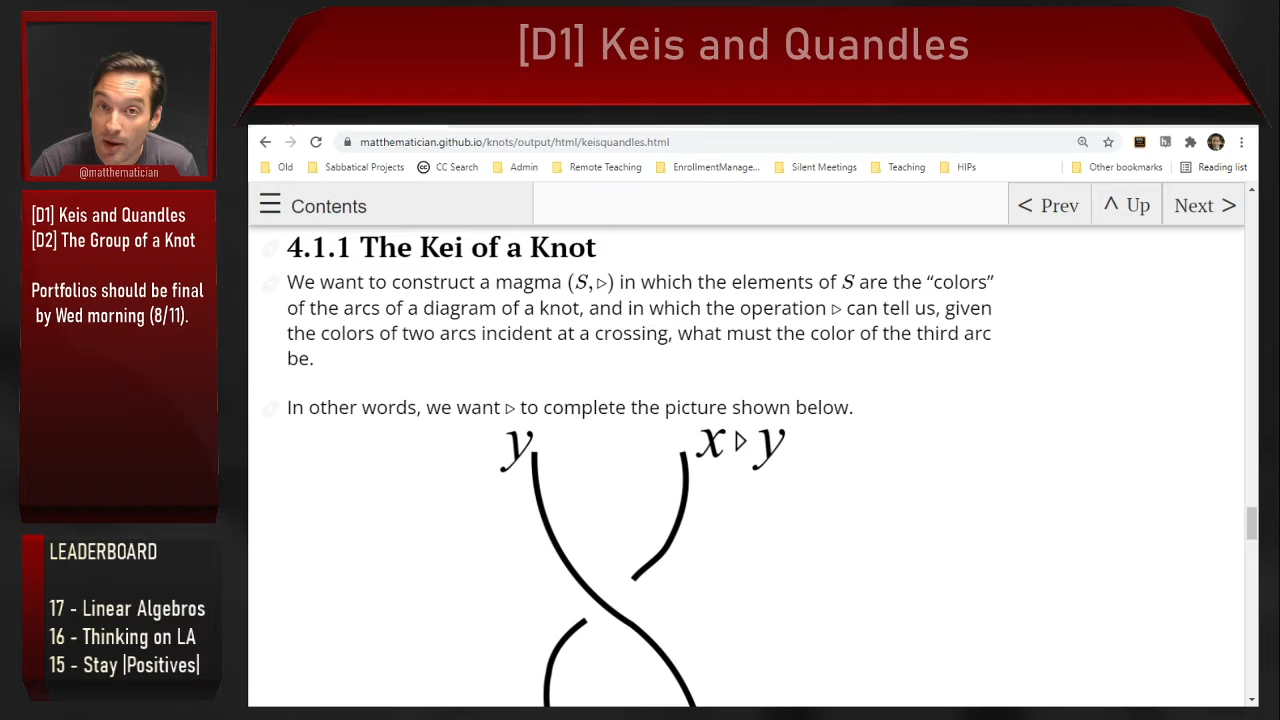 [D1] Keis and Quandles
@matthematician
[D1] Keis and Quandles
[D2] The Group of a Knot
Portfolios should be final
by Wed morning (8/11).
LEADERBOARD
17 - Linear Algebros
16 - Thinking on LA
15 - Stay |Positives|
matthematician.github.io/knote/output/html/keisquandles.html
Old Sabbatical Projects CC Search Admin Remote Teaching EnrollmentManage... Silent Meetings Teaching HIPs Other bookmarks Reading list
Contents < Prev ^ Up Next >
4.1.1 The Kei of a Knot
We want to construct a magma (S, ▹) in which the elements of S are the “colors”
of the arcs of a diagram of a knot, and in which the operation ▹ can tell us, given
the colors of two arcs incident at a crossing, what must the color of the third arc
be.
In other words, we want ▹ to complete the picture shown below.
y x ▹ y